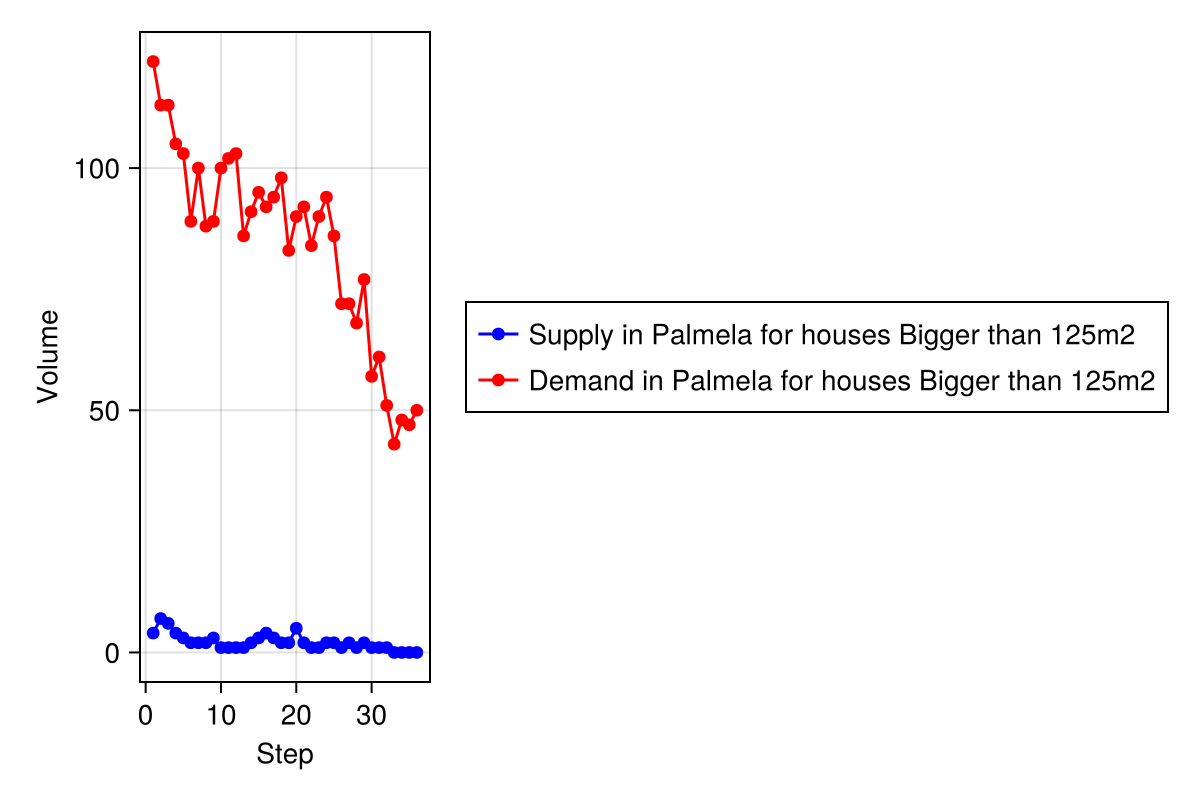 100
50
0
Volume
0 10 20 30
Step
Supply in Palmela for houses Bigger than 125m2
Demand in Palmela for houses Bigger than 125m2